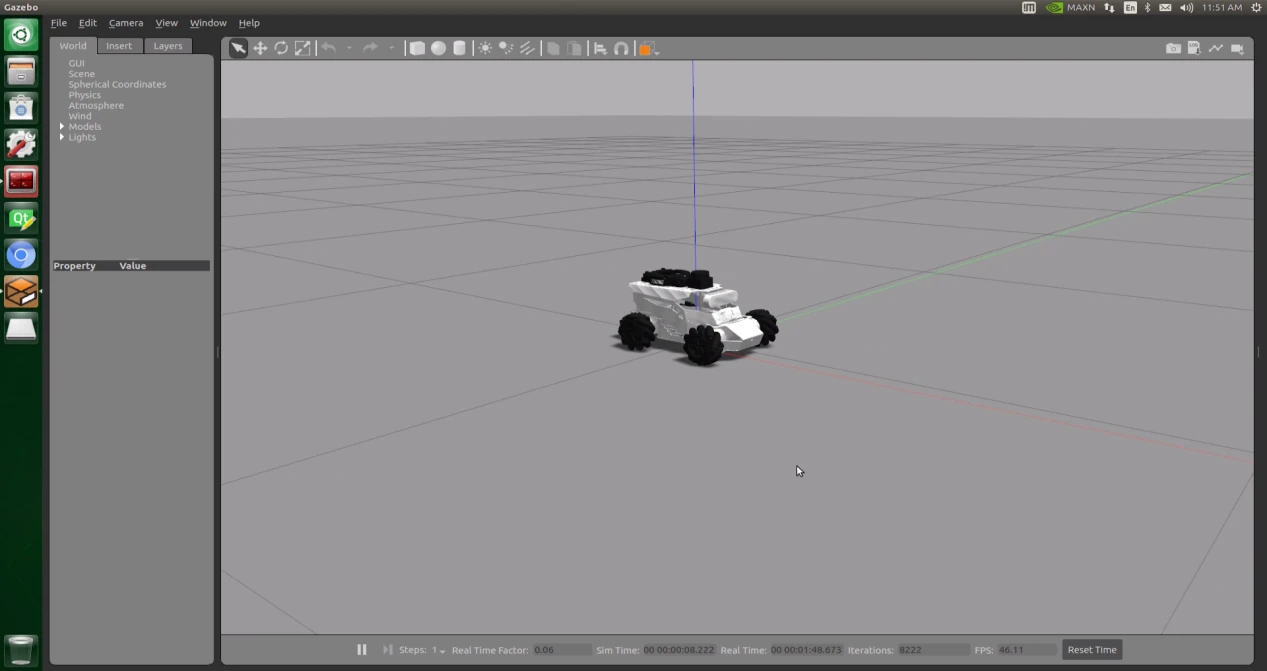 Gazebo
MAXN En 11:51 AM
File Edit Camera View Window Help
World Insert Layers
GUI
Scene
Spherical Coordinates
Physics
Atmosphere
Wind
Models
Lights
Qt
Property Value
Steps: 1 Real Time Factor: 0.06 Sim Time: 00 00:00:08.222 Real Time: 00 00:01:48.673 Iterations: 8222 FPS: 46.11 Reset Time